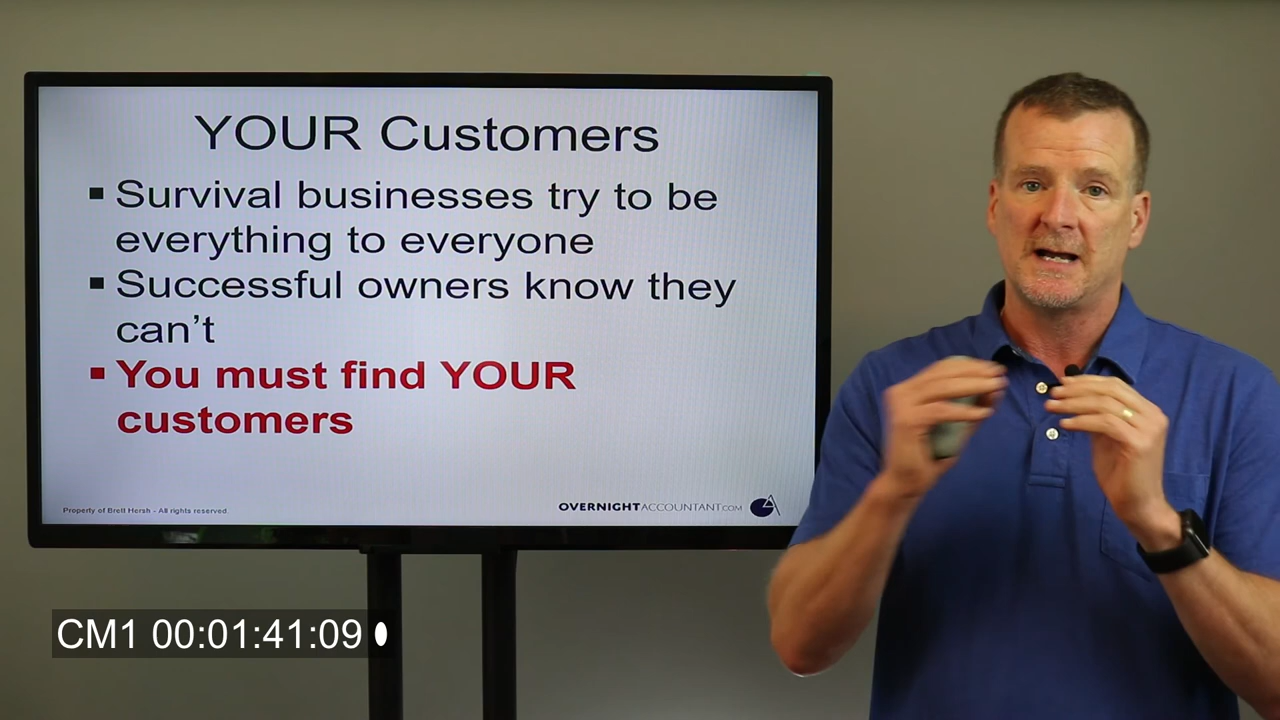 YOUR Customers
▪ Survival businesses try to be
everything to everyone
▪ Successful owners know they
can't
▪ You must find YOUR
customers
Property of Brett Hersh - All rights reserved.
OVERNIGHTACCOUNTANT.COM
CM1 00:01:41:09